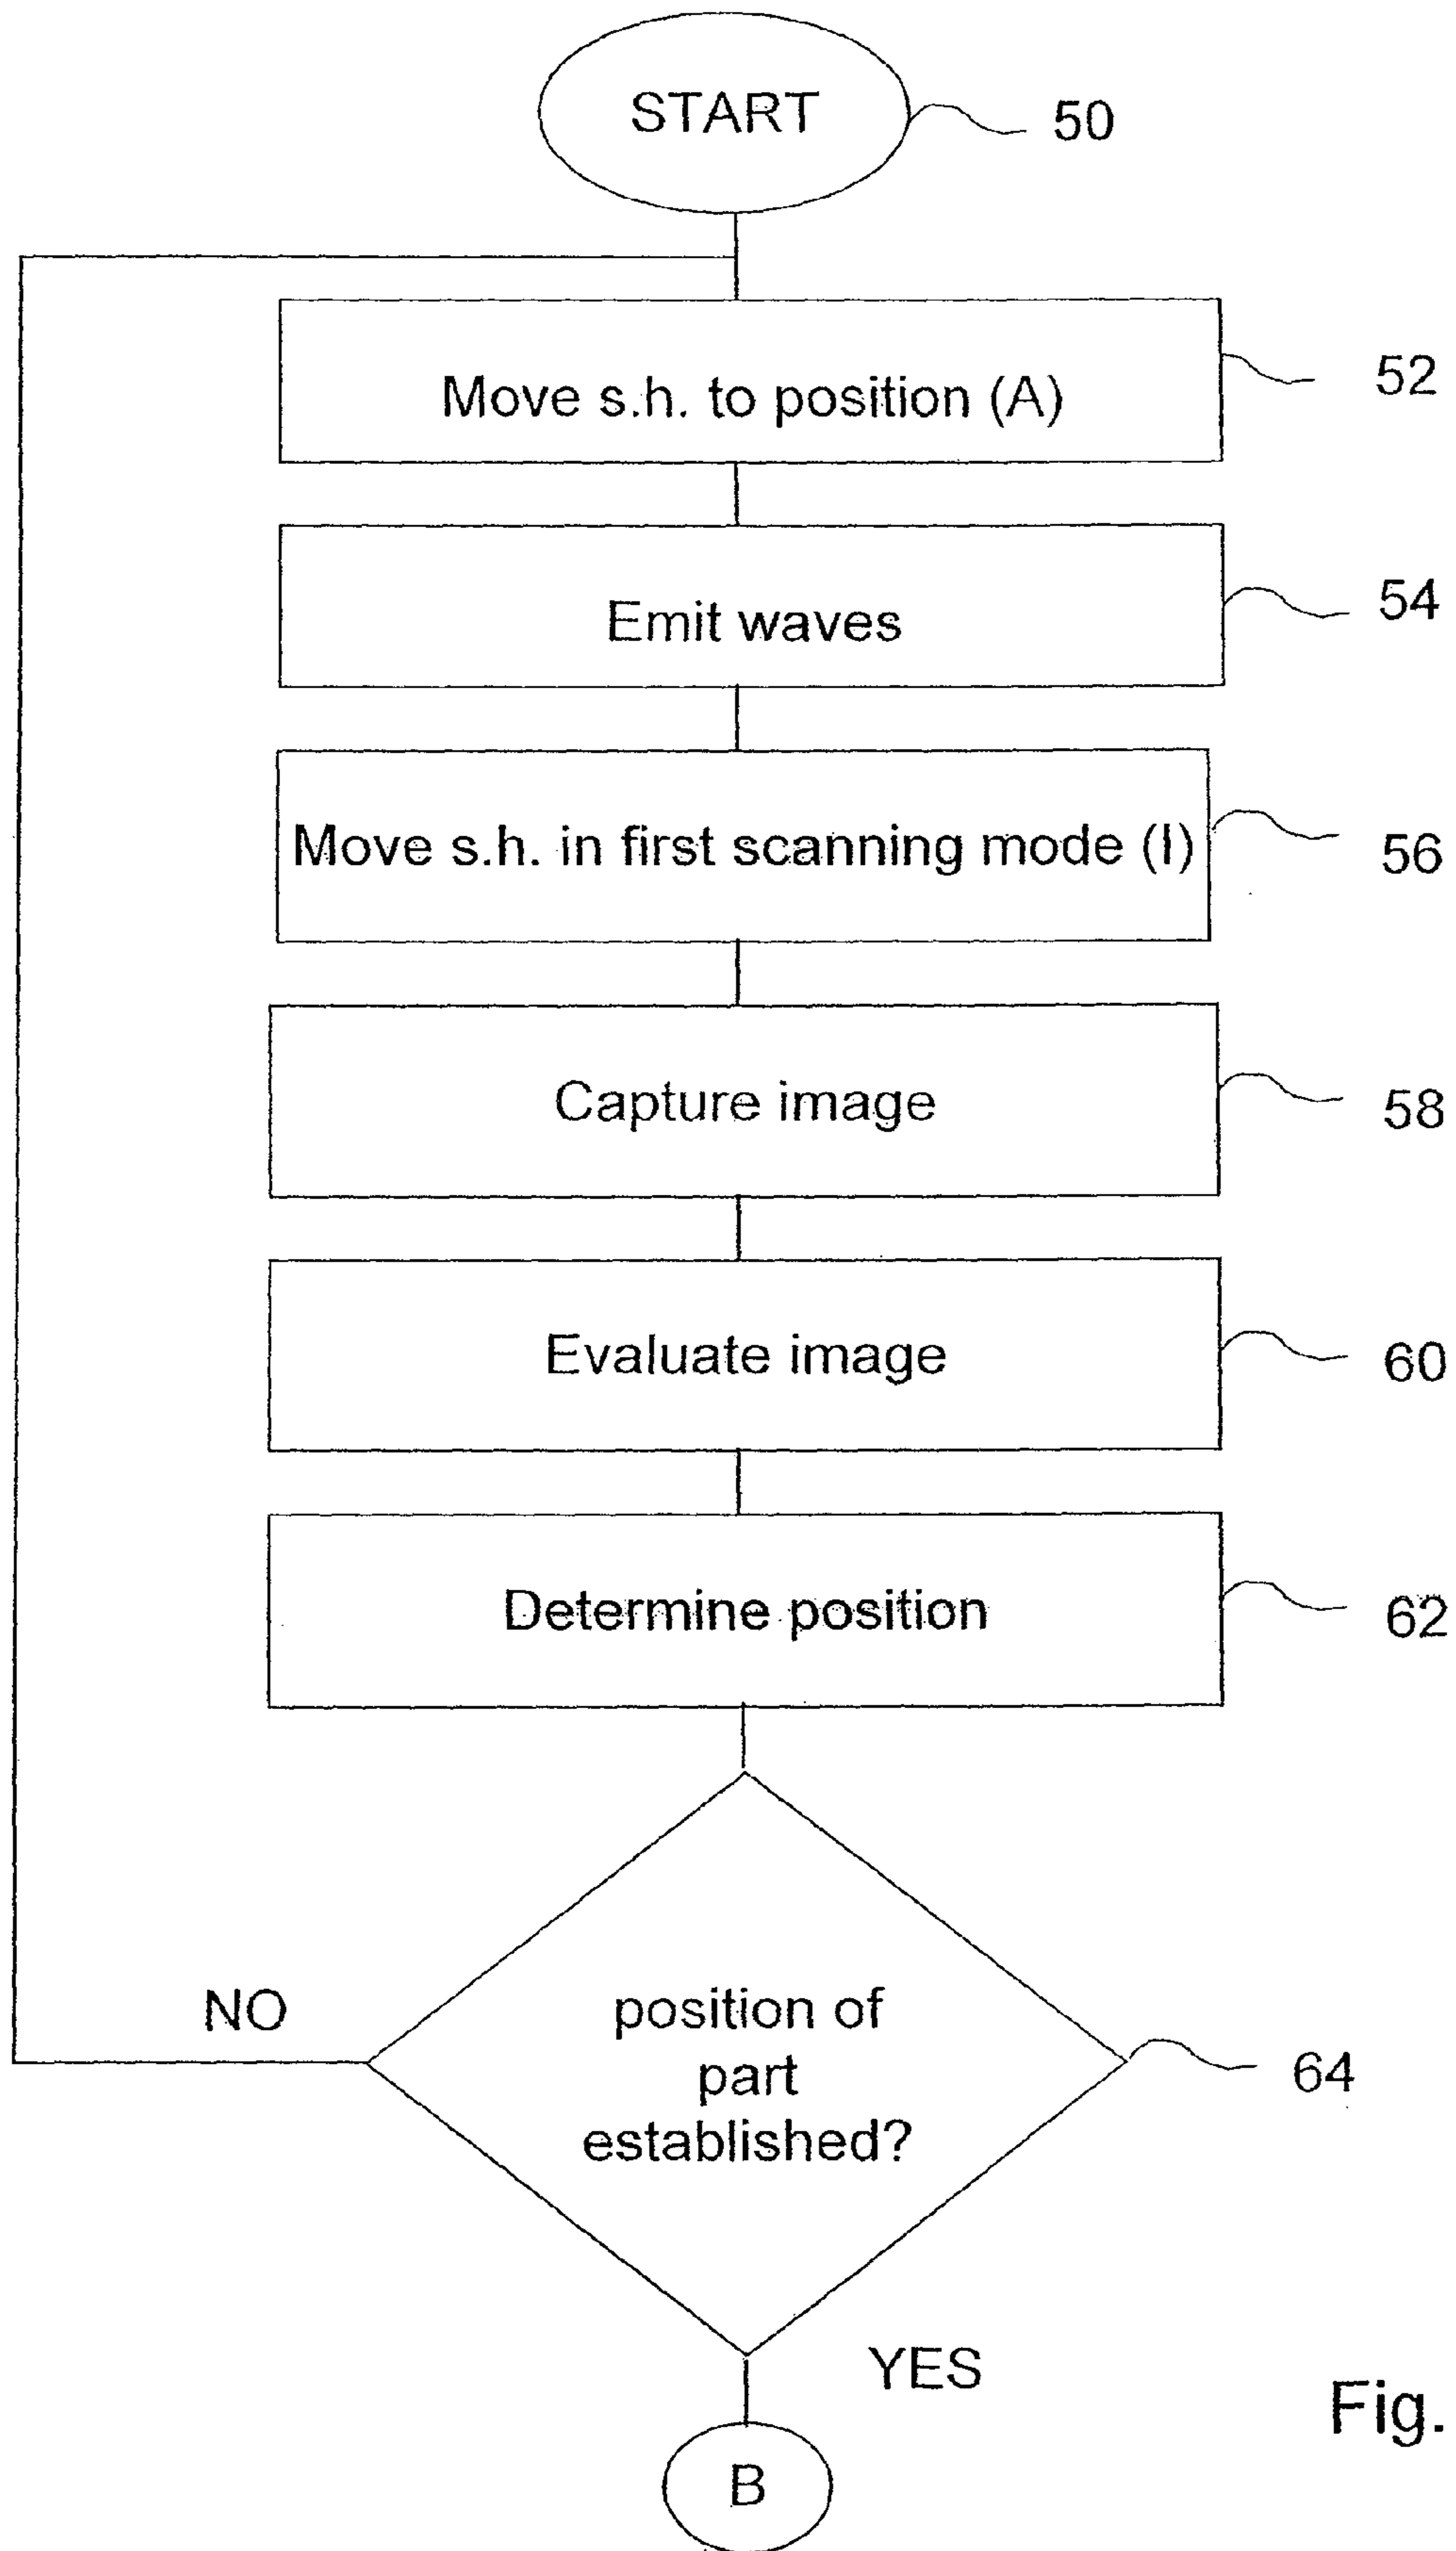 START
50
Move s.h. to position (A)
52
Emit waves
54
Move s.h. in first scanning mode (I)
56
Capture image
58
Evaluate image
60
Determine position
62
NO
position of
part
established?
64
YES
Fig.
B